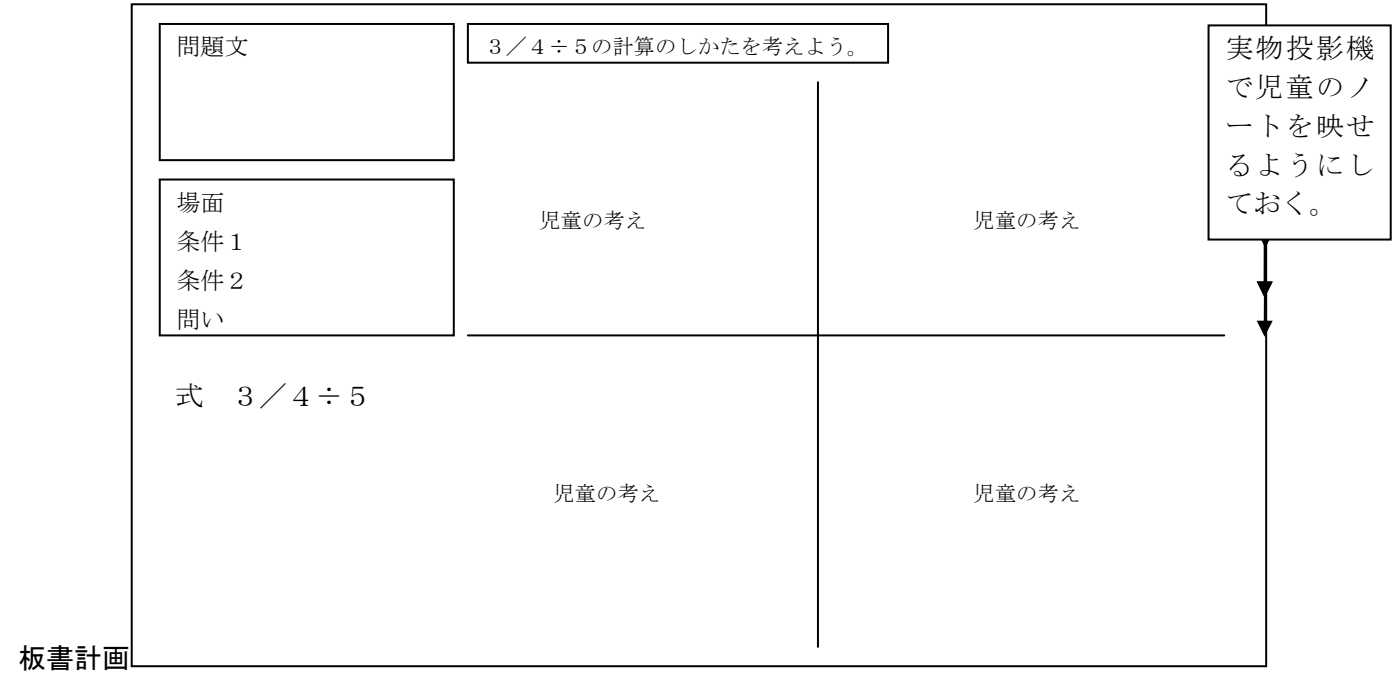 問題文
3／4÷5の計算のしかたを考えよう。
実物投影機
で児童のノ
ートを映せ
るようにし
ておく。
場面
条件1
条件2
問い
児童の考え
児童の考え
式　3／4÷5
児童の考え
児童の考え
板書計画